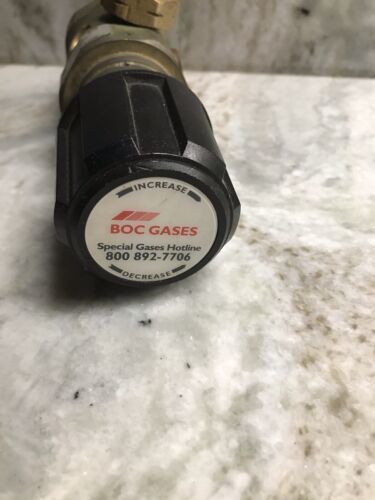 INCREASE
BOC GASES
Special Gases Hotline
800 892-7706
DECREASE